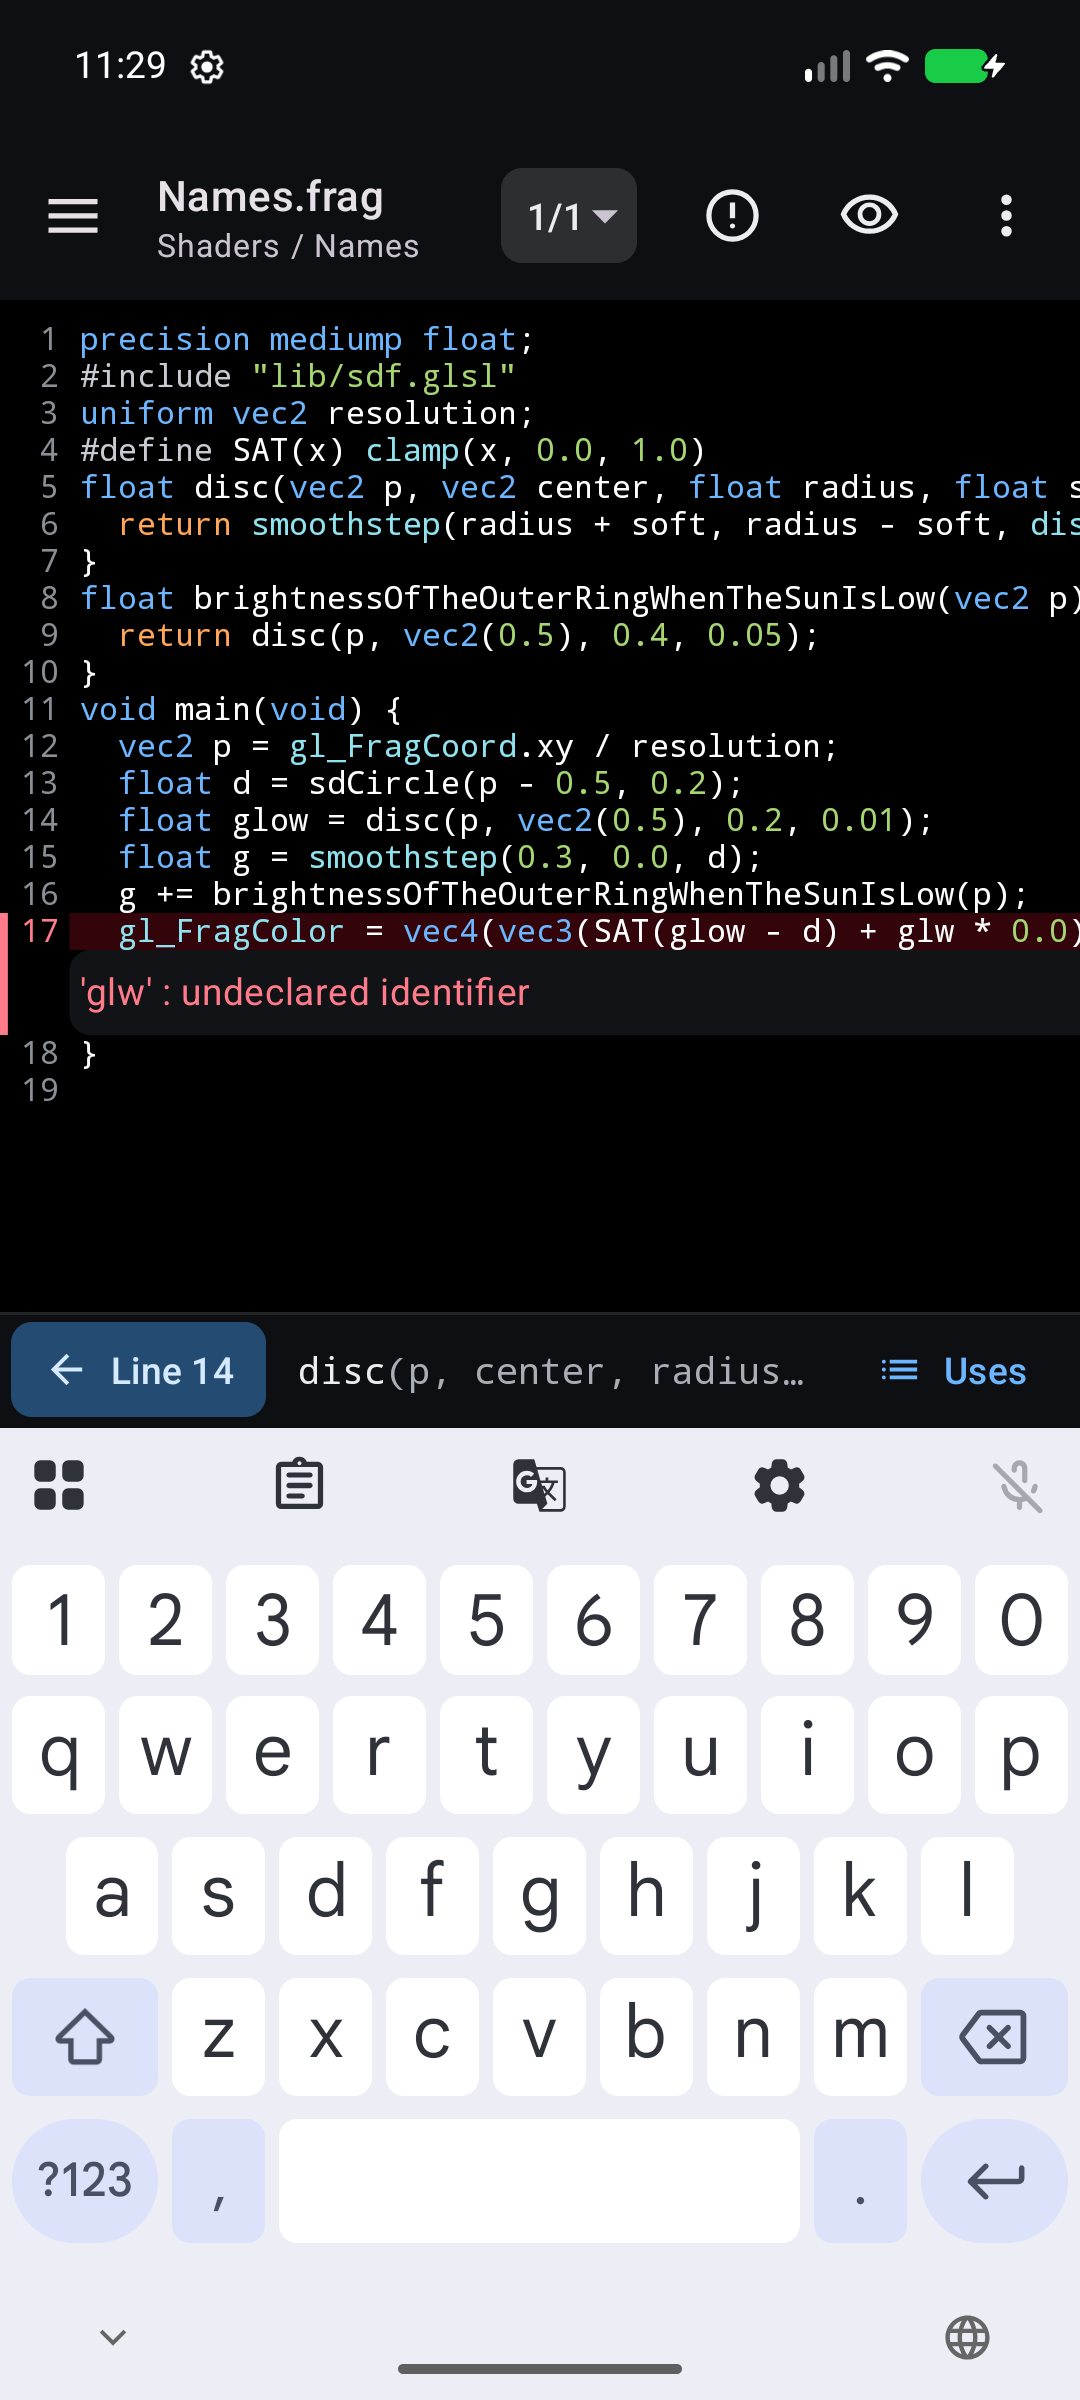 11:29
Names.frag
Shaders / Names
1/1
1 precision mediump float;
2 #include "lib/sdf.glsl"
3 uniform vec2 resolution;
4 #define SAT(x) clamp(x, 0.0, 1.0)
5 float disc(vec2 p, vec2 center, float radius, float s
6   return smoothstep(radius + soft, radius - soft, dis
7 }
8 float brightnessOfTheOuterRingWhenTheSunIsLow(vec2 p)
9   return disc(p, vec2(0.5), 0.4, 0.05);
10 }
11 void main(void) {
12   vec2 p = gl_FragCoord.xy / resolution;
13   float d = sdCircle(p - 0.5, 0.2);
14   float glow = disc(p, vec2(0.5), 0.2, 0.01);
15   float g = smoothstep(0.3, 0.0, d);
16   g += brightnessOfTheOuterRingWhenTheSunIsLow(p);
17   gl_FragColor = vec4(vec3(SAT(glow - d) + glw * 0.0)
'glw' : undeclared identifier
18 }
19
Line 14 disc(p, center, radius… Uses
1 2 3 4 5 6 7 8 9 0
q w e r t y u i o p
a s d f g h j k l
z x c v b n m
?123 , .